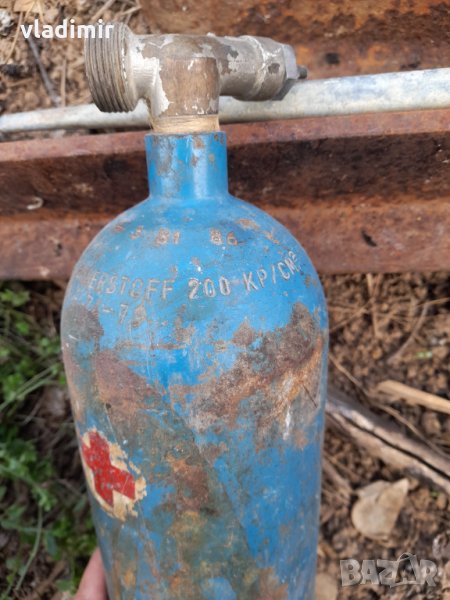 vladimir
81 86
ERSTOFF 200 KP/CM²
BAZAR